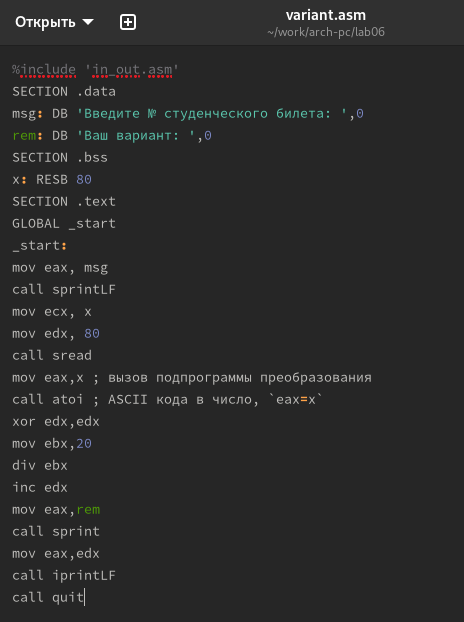 Открыть
variant.asm
~/work/arch-pc/lab06
%include 'in_out.asm'
SECTION .data
msg: DB 'Введите № студенческого билета: ',0
rem: DB 'Ваш вариант: ',0
SECTION .bss
x: RESB 80
SECTION .text
GLOBAL _start
_start:
mov eax, msg
call sprintLF
mov ecx, x
mov edx, 80
call sread
mov eax,x ; вызов подпрограммы преобразования
call atoi ; ASCII кода в число, `eax=x`
xor edx,edx
mov ebx,20
div ebx
inc edx
mov eax,rem
call sprint
mov eax,edx
call iprintLF
call quit